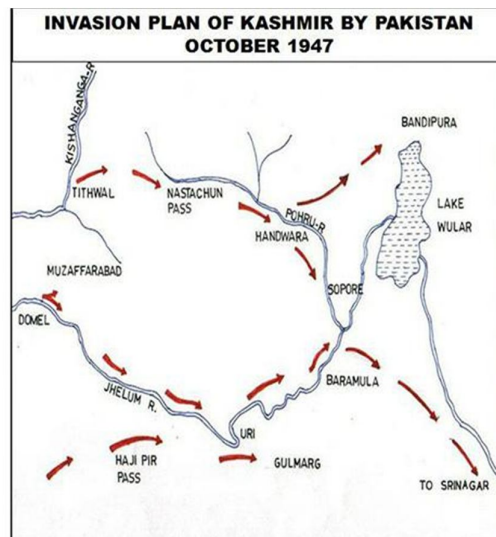 INVASION PLAN OF KASHMIR BY PAKISTAN
OCTOBER 1947
KISHANGANGA-R
BANDIPURA
TITHWAL
NASTACHUN
PASS
POHRU-R
HANDWARA
LAKE
WULAR
MUZAFFARABAD
SOPORE
DOMEL
JHELUM R.
BARAMULA
URI
HAJI PIR
PASS
GULMARG
TO SRINAGAR